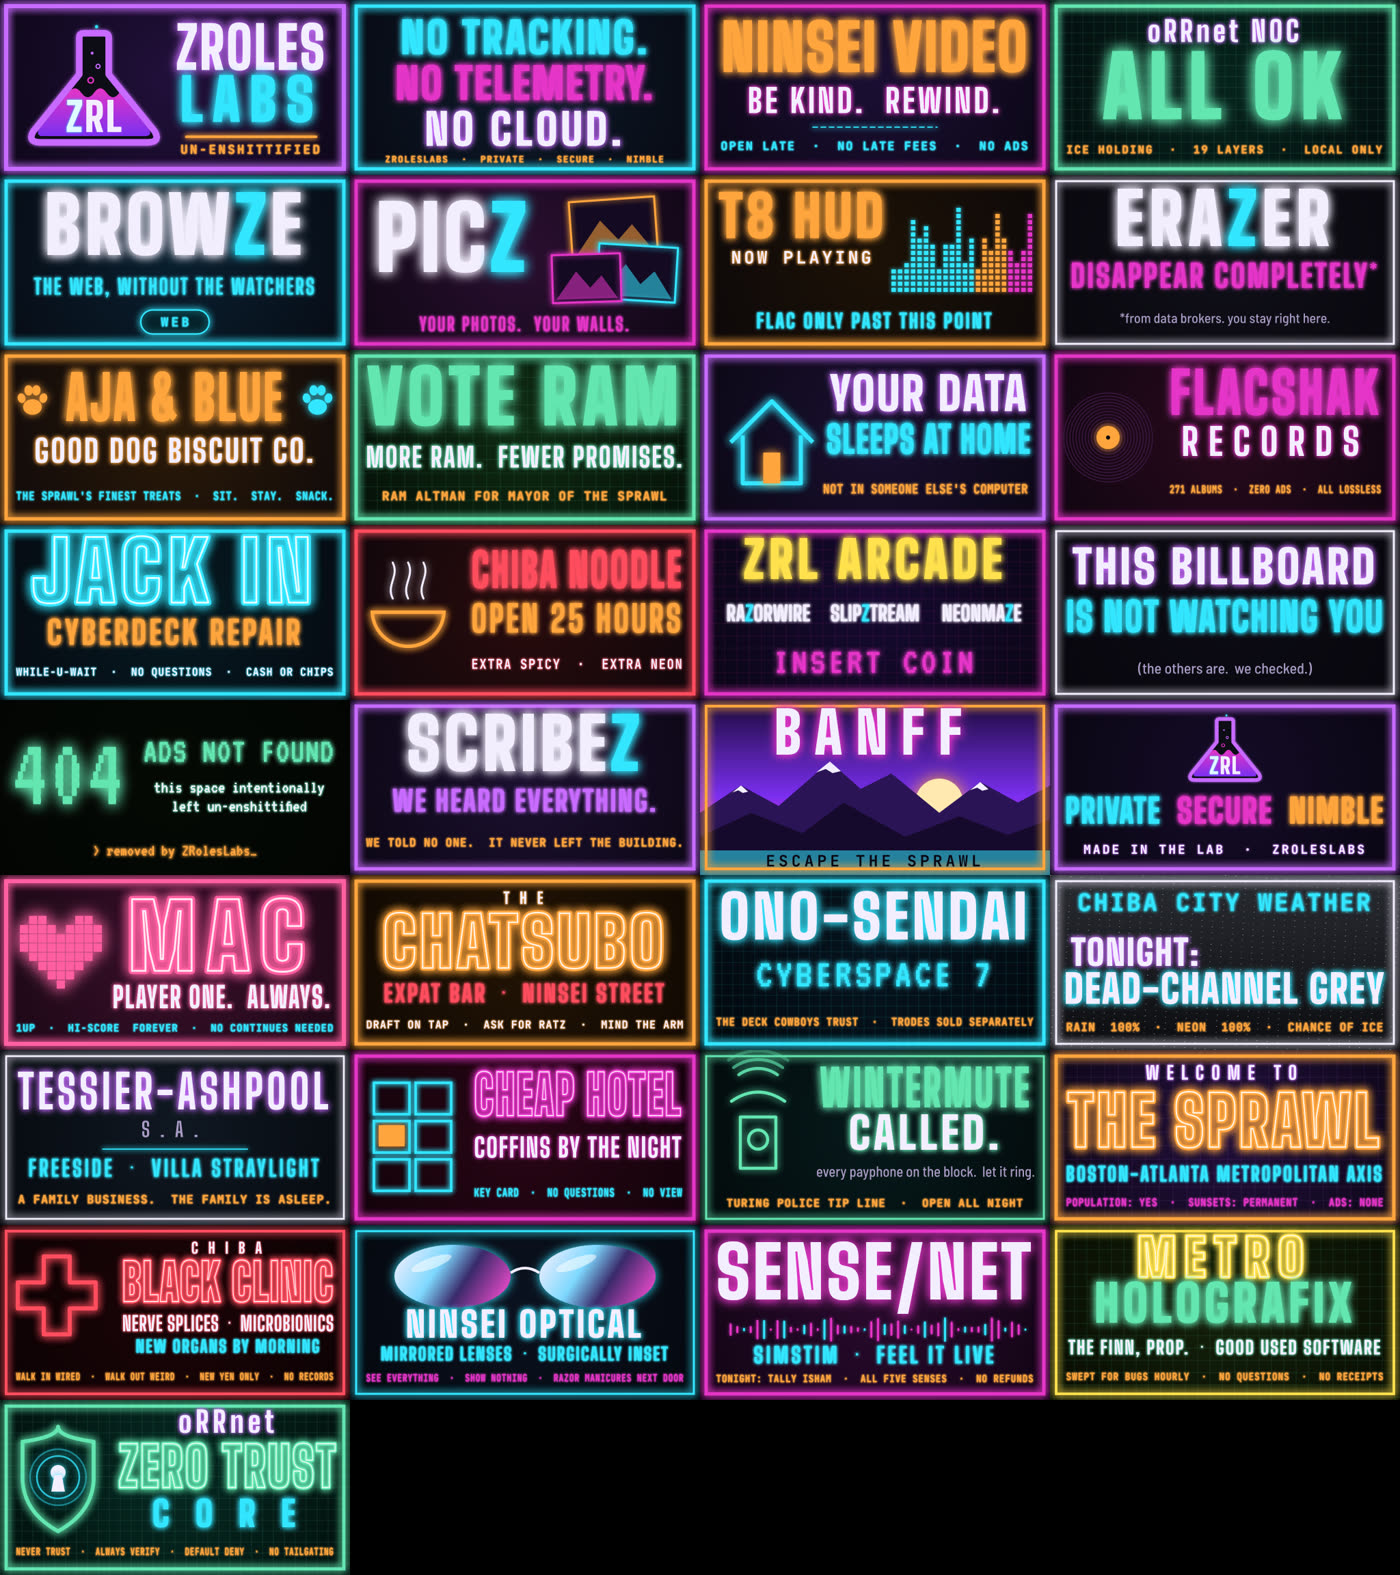 ZRL
ZROLES
LABS
UN-ENSHITTIFIED
NO TRACKING.
NO TELEMETRY.
NO CLOUD.
ZROLESLABS · PRIVATE · SECURE · NIMBLE
NINSEI VIDEO
BE KIND. REWIND.
OPEN LATE · NO LATE FEES · NO ADS
oRRnet NOC
ALL OK
ICE HOLDING · 19 LAYERS · LOCAL ONLY
BROWZE
THE WEB, WITHOUT THE WATCHERS
WEB
PICZ
YOUR PHOTOS. YOUR WALLS.
T8 HUD
NOW PLAYING
FLAC ONLY PAST THIS POINT
ERAZER
DISAPPEAR COMPLETELY*
*from data brokers. you stay right here.
AJA & BLUE
GOOD DOG BISCUIT CO.
THE SPRAWL'S FINEST TREATS · SIT. STAY. SNACK.
VOTE RAM
MORE RAM. FEWER PROMISES.
RAM ALTMAN FOR MAYOR OF THE SPRAWL
YOUR DATA
SLEEPS AT HOME
NOT IN SOMEONE ELSE'S COMPUTER
FLACSHAK
RECORDS
271 ALBUMS · ZERO ADS · ALL LOSSLESS
JACK IN
CYBERDECK REPAIR
WHILE-U-WAIT · NO QUESTIONS · CASH OR CHIPS
CHIBA NOODLE
OPEN 25 HOURS
EXTRA SPICY · EXTRA NEON
ZRL ARCADE
RAZORWIRE SLIPZTREAM NEONMAZE
INSERT COIN
THIS BILLBOARD
IS NOT WATCHING YOU
(the others are. we checked.)
404
ADS NOT FOUND
this space intentionally
left un-enshittified
❯ removed by ZRolesLabs…
SCRIBEZ
WE HEARD EVERYTHING.
WE TOLD NO ONE. IT NEVER LEFT THE BUILDING.
BANFF
ESCAPE THE SPRAWL
ZRL
PRIVATE SECURE NIMBLE
MADE IN THE LAB · ZROLESLABS
MAC
PLAYER ONE. ALWAYS.
1UP · HI-SCORE FOREVER · NO CONTINUES NEEDED
THE
CHATSUBO
EXPAT BAR · NINSEI STREET
DRAFT ON TAP · ASK FOR RATZ · MIND THE ARM
ONO-SENDAI
CYBERSPACE 7
THE DECK COWBOYS TRUST · TRODES SOLD SEPARATELY
CHIBA CITY WEATHER
TONIGHT:
DEAD-CHANNEL GREY
RAIN 100% · NEON 100% · CHANCE OF ICE
TESSIER-ASHPOOL
S.A.
FREESIDE · VILLA STRAYLIGHT
A FAMILY BUSINESS. THE FAMILY IS ASLEEP.
CHEAP HOTEL
COFFINS BY THE NIGHT
KEY CARD · NO QUESTIONS · NO VIEW
WINTERMUTE
CALLED.
every payphone on the block. let it ring.
TURING POLICE TIP LINE · OPEN ALL NIGHT
WELCOME TO
THE SPRAWL
BOSTON-ATLANTA METROPOLITAN AXIS
POPULATION: YES · SUNSETS: PERMANENT · ADS: NONE
CHIBA
BLACK CLINIC
NERVE SPLICES · MICROBIONICS
NEW ORGANS BY MORNING
WALK IN WIRED · WALK OUT WEIRD · NEW YEN ONLY · NO RECORDS
NINSEI OPTICAL
MIRRORED LENSES · SURGICALLY INSET
SEE EVERYTHING · SHOW NOTHING · RAZOR MANICURES NEXT DOOR
SENSE/NET
SIMSTIM · FEEL IT LIVE
TONIGHT: TALLY ISHAM · ALL FIVE SENSES · NO REFUNDS
METRO
HOLOGRAFIX
THE FINN, PROP. · GOOD USED SOFTWARE
SWEPT FOR BUGS HOURLY · NO QUESTIONS · NO RECEIPTS
oRRnet
ZERO TRUST
CORE
NEVER TRUST · ALWAYS VERIFY · DEFAULT DENY · NO TAILGATING